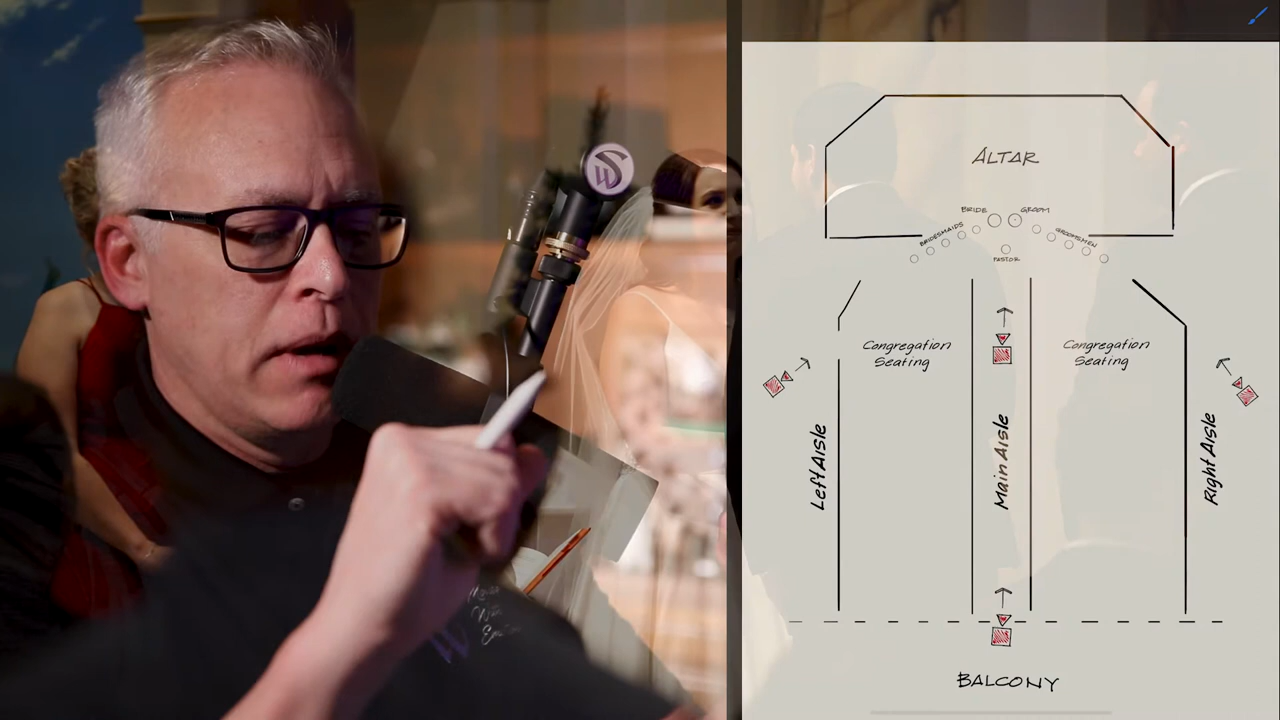 ALTAR
BRIDE
GROOM
BRIDESMAIDS
GROOMSMEN
PASTOR
Congregation
Seating
Congregation
Seating
Left Aisle
Main Aisle
Right Aisle
BALCONY
W